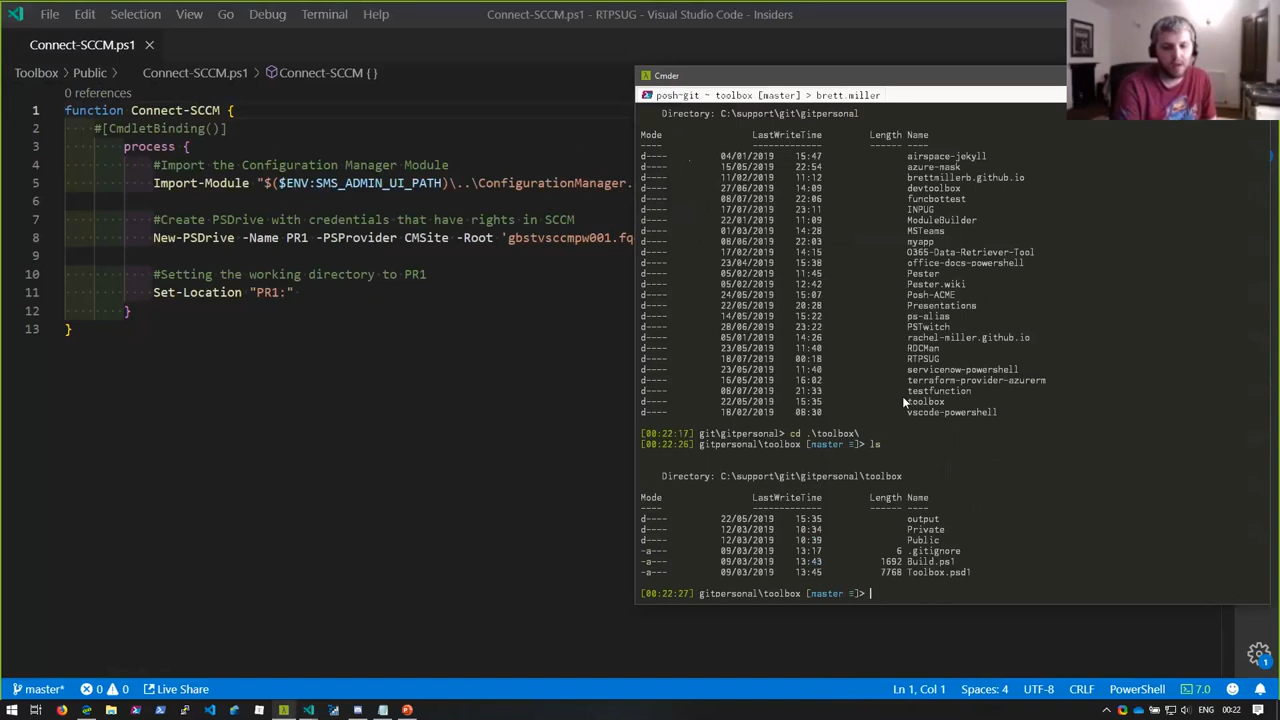 File Edit Selection View Go Debug Terminal Help Connect-SCCM.ps1 - RTPSUG - Visual Studio Code - Insiders
Connect-SCCM.ps1
Toolbox > Public > Connect-SCCM.ps1 > Connect-SCCM {}
0 references
1 function Connect-SCCM {
2 #[CmdletBinding()]
3 process {
4 #Import the Configuration Manager Module
5 Import-Module "$($ENV:SMS_ADMIN_UI_PATH)\..\ConfigurationManager.
6
7 #Create PSDrive with credentials that have rights in SCCM
8 New-PSDrive -Name PR1 -PSProvider CMSite -Root 'gbstvsccmpw001.fq
9
10 #Setting the working directory to PR1
11 Set-Location "PR1:"
12 }
13 }
Cmder
posh~git ~ toolbox [master] > brett.miller
Directory: C:\support\git\gitpersonal
Mode LastWriteTime Length Name
---- ------------- ------ ----
d---- 04/01/2019 15:47 airspace-jekyll
d---- 15/05/2019 22:54 azure-mask
d---- 11/02/2019 11:12 brettmillerb.github.io
d---- 27/06/2019 14:09 devtoolbox
d---- 08/07/2019 22:06 funcbottest
d---- 17/07/2019 23:11 INPUG
d---- 22/01/2019 11:09 ModuleBuilder
d---- 01/03/2019 14:28 MSTeams
d---- 08/06/2019 22:03 myapp
d---- 17/02/2019 14:15 O365-Data-Retriever-Tool
d---- 23/04/2019 15:38 office-docs-powershell
d---- 05/02/2019 11:45 Pester
d---- 05/02/2019 12:42 Pester.wiki
d---- 24/05/2019 15:07 Posh-ACME
d---- 22/05/2019 20:28 Presentations
d---- 14/05/2019 15:22 ps-alias
d---- 28/06/2019 23:22 PSTwitch
d---- 05/01/2019 14:26 rachel-miller.github.io
d---- 23/05/2019 11:40 RDCMan
d---- 18/07/2019 00:18 RTPSUG
d---- 23/05/2019 11:40 servicenow-powershell
d---- 16/05/2019 16:02 terraform-provider-azurerm
d---- 08/07/2019 21:33 testfunction
d---- 22/05/2019 15:35 toolbox
d---- 18/02/2019 08:30 vscode-powershell
[00:22:17] git\gitpersonal> cd .\toolbox\
[00:22:26] gitpersonal\toolbox [master ≡]> ls
Directory: C:\support\git\gitpersonal\toolbox
Mode LastWriteTime Length Name
---- ------------- ------ ----
d---- 22/05/2019 15:35 output
d---- 12/03/2019 10:34 Private
d---- 12/03/2019 10:39 Public
-a--- 09/03/2019 13:17 6 .gitignore
-a--- 09/03/2019 13:43 1692 Build.ps1
-a--- 09/03/2019 13:45 7768 Toolbox.psd1
[00:22:27] gitpersonal\toolbox [master ≡]>
master* 0 0 Live Share Ln 1, Col 1 Spaces: 4 UTF-8 CRLF PowerShell 7.0 1
ENG 00:22